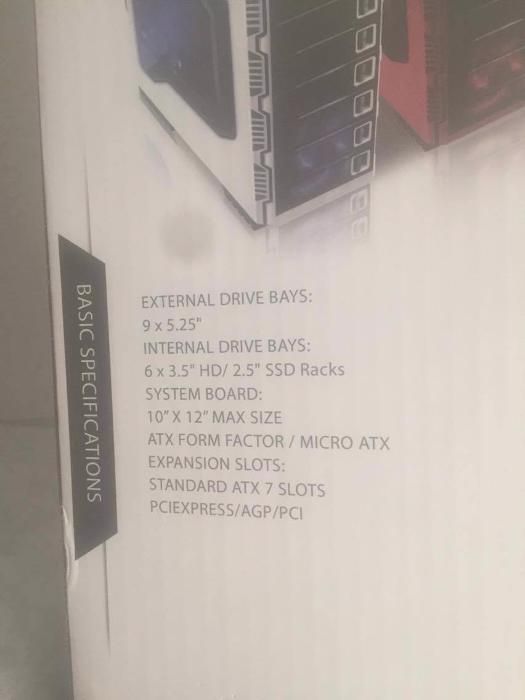 BASIC SPECIFICATIONS
EXTERNAL DRIVE BAYS:
9 x 5.25"
INTERNAL DRIVE BAYS:
6 x 3.5" HD/ 2.5" SSD Racks
SYSTEM BOARD:
10" X 12" MAX SIZE
ATX FORM FACTOR / MICRO ATX
EXPANSION SLOTS:
STANDARD ATX 7 SLOTS
PCIEXPRESS/AGP/PCI